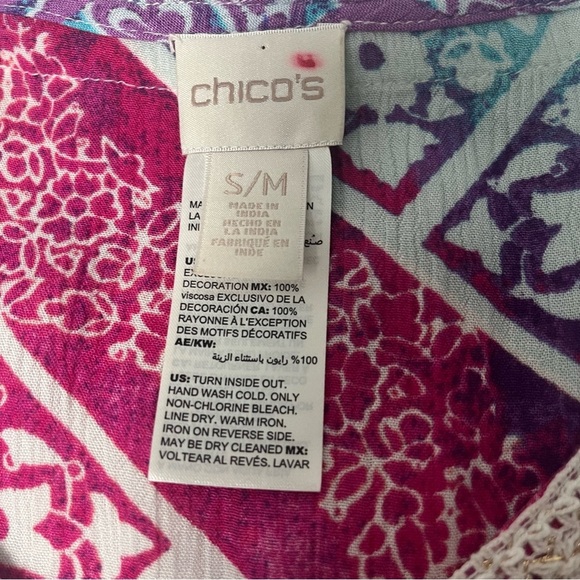 chico's
S/M
MADE IN
INDIA
HECHO EN
LA INDIA
FABRIQUÉ EN
INDE
DECORATION MX: 100%
viscosa EXCLUSIVO DE LA
DECORACIÓN CA: 100%
RAYONNE À L'EXCEPTION
DES MOTIFS DÉCORATIFS
AE/KW:
100% رايون باستثناء الزينة
US: TURN INSIDE OUT.
HAND WASH COLD. ONLY
NON-CHLORINE BLEACH.
LINE DRY. WARM IRON.
IRON ON REVERSE SIDE.
MAY BE DRY CLEANED MX:
VOLTEAR AL REVÉS. LAVAR